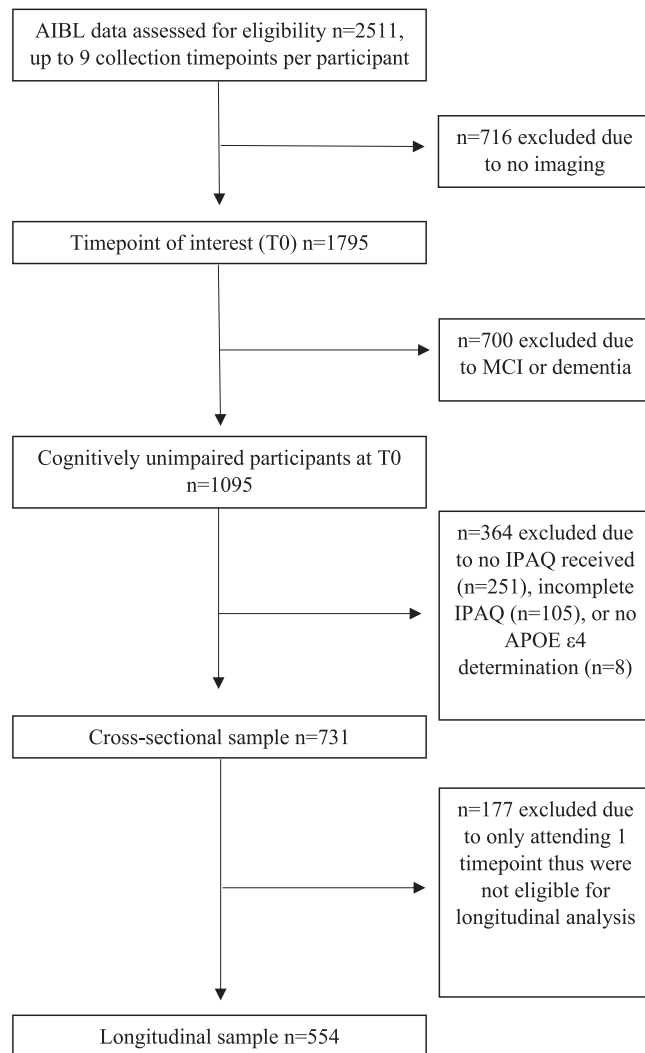 AIBL data assessed for eligibility n=2511,
up to 9 collection timepoints per participant
n=716 excluded due
to no imaging
Timepoint of interest (T0) n=1795
n=700 excluded due
to MCI or dementia
Cognitively unimpaired participants at T0
n=1095
n=364 excluded due
to no IPAQ received
(n=251), incomplete
IPAQ (n=105), or no
APOE ε4
determination (n=8)
Cross-sectional sample n=731
n=177 excluded due
to only attending 1
timepoint thus were
not eligible for
longitudinal analysis
Longitudinal sample n=554